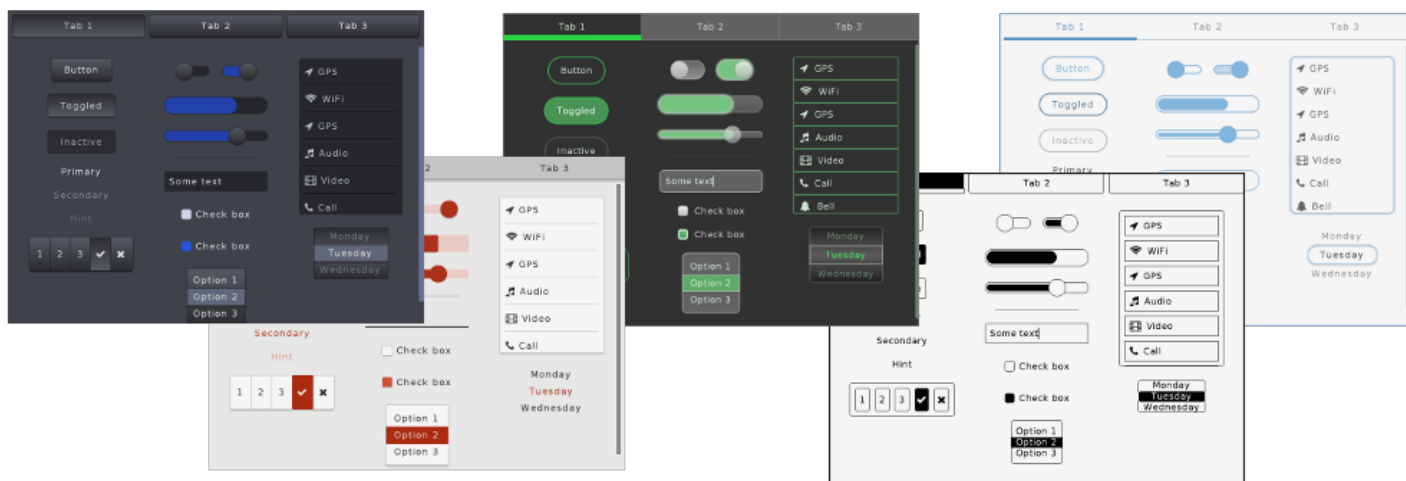 Tab 1 Tab 2 Tab 3
Button
Toggled
Inactive
Primary
Secondary
Hint
1 2 3
Some text
Check box
Check box
Option 1
Option 2
Option 3
GPS
WiFi
GPS
Audio
Video
Call
Monday
Tuesday
Wednesday
2 Tab 3
Secondary
Hint
1 2 3
Check box
Check box
Option 1
Option 2
Option 3
GPS
WiFi
GPS
Audio
Video
Call
Monday
Tuesday
Wednesday
Tab 1 Tab 2 Tab 3
Button
Toggled
Inactive
Some text
Check box
Check box
Option 1
Option 2
Option 3
GPS
WiFi
GPS
Audio
Video
Call
Bell
Monday
Tuesday
Wednesday
Tab 2 Tab 3
Secondary
Hint
1 2 3
Some text
Check box
Check box
Option 1
Option 2
Option 3
GPS
WiFi
GPS
Audio
Video
Call
Monday
Tuesday
Wednesday
Tab 1 Tab 2 Tab 3
Button
Toggled
Inactive
Primary
GPS
WiFi
GPS
Audio
Video
Call
Bell
Monday
Tuesday
Wednesday